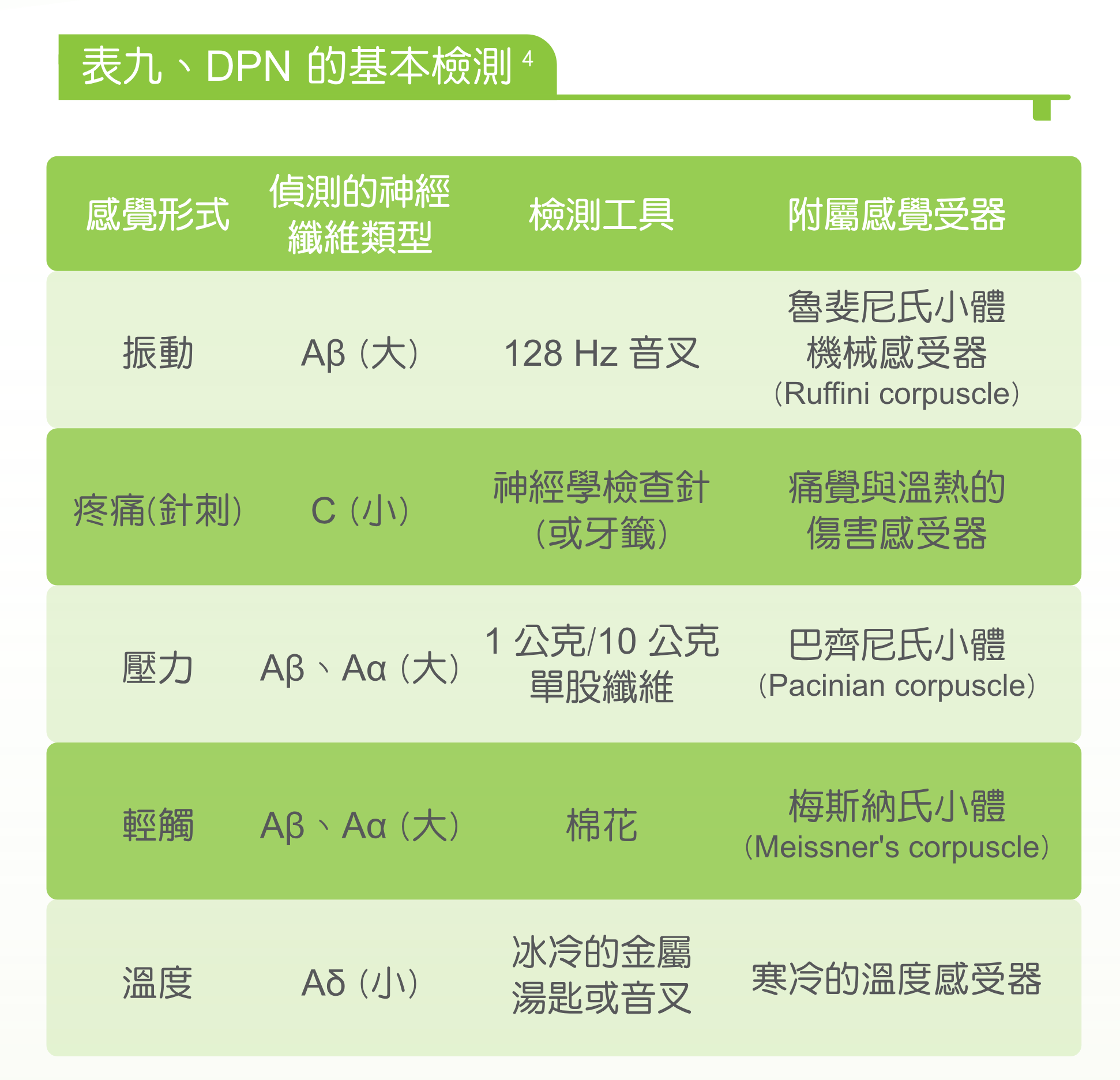 表九、DPN 的基本檢測 4
感覺形式
偵測的神經
纖維類型
檢測工具
附屬感覺受器
振動
Aβ（大）
128 Hz 音叉
魯斐尼氏小體
機械感受器
（Ruffini corpuscle）
疼痛(針刺)
C（小）
神經學檢查針
（或牙籤）
痛覺與溫熱的
傷害感受器
壓力
Aβ、Aα（大）
1 公克/10 公克
單股纖維
巴齊尼氏小體
（Pacinian corpuscle）
輕觸
Aβ、Aα（大）
棉花
梅斯納氏小體
（Meissner's corpuscle）
溫度
Aδ（小）
冰冷的金屬
湯匙或音叉
寒冷的溫度感受器